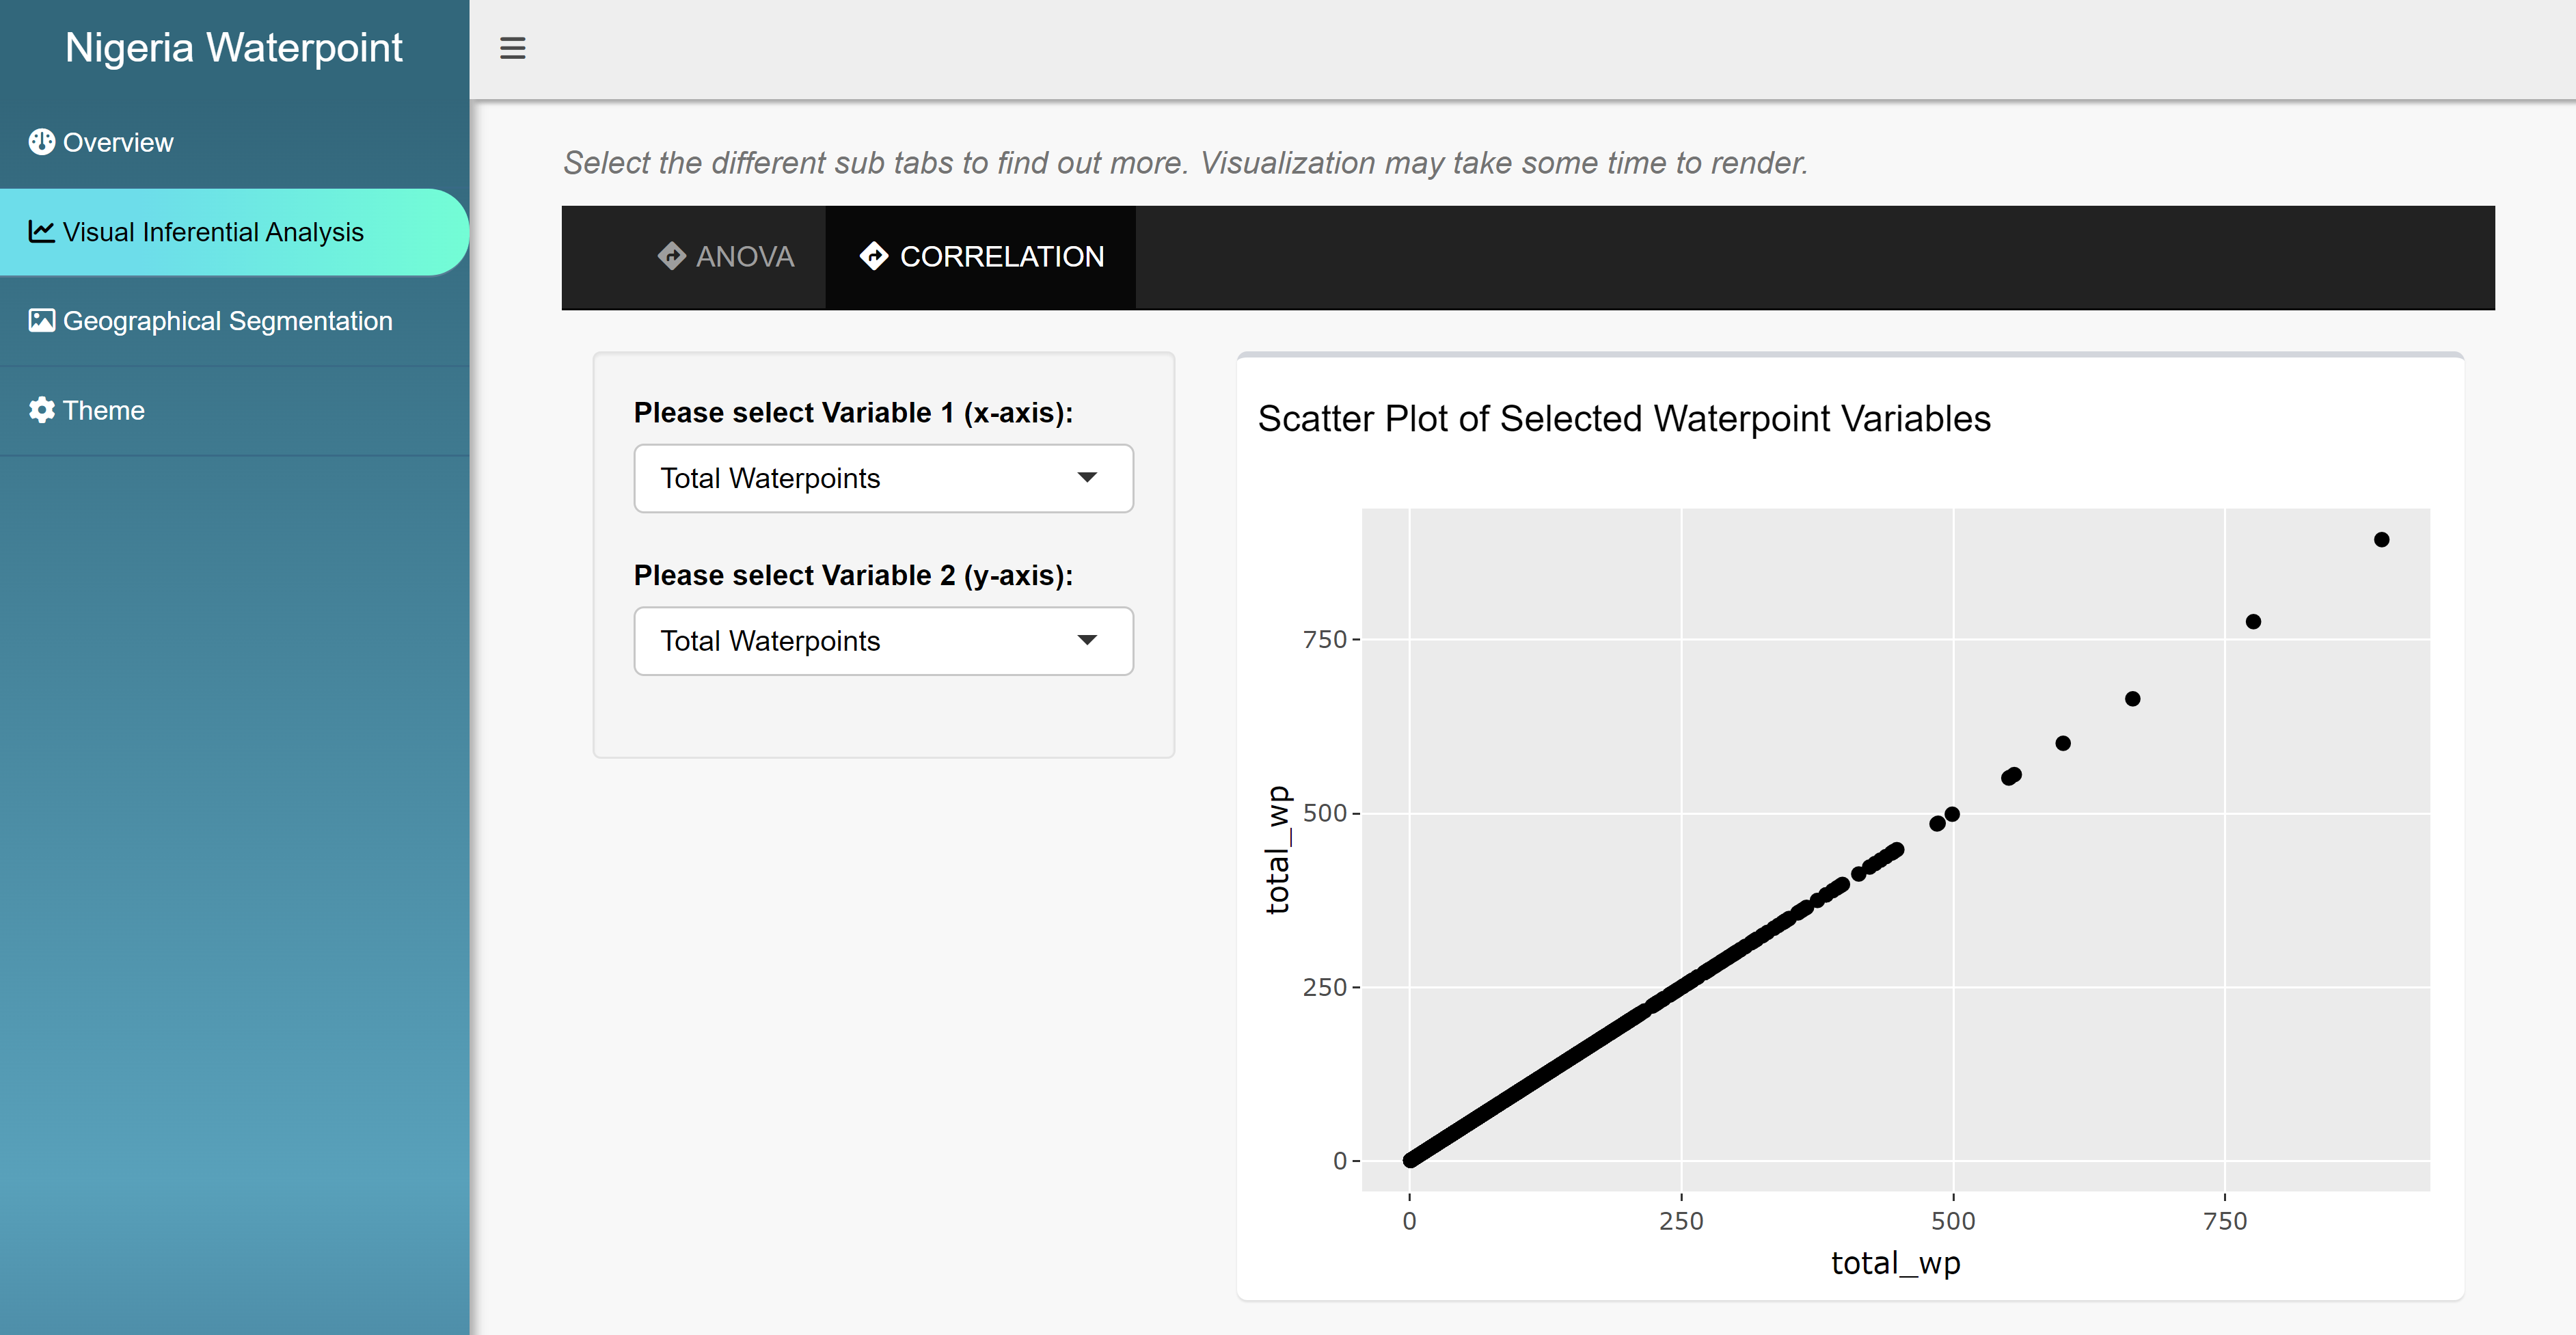 Nigeria Waterpoint
Overview
Visual Inferential Analysis
Geographical Segmentation
Theme
Select the different sub tabs to find out more. Visualization may take some time to render.
ANOVA
CORRELATION
Please select Variable 1 (x-axis):
Total Waterpoints
Please select Variable 2 (y-axis):
Total Waterpoints
Scatter Plot of Selected Waterpoint Variables
total_wp
750
500
250
0
0 250 500 750
total_wp